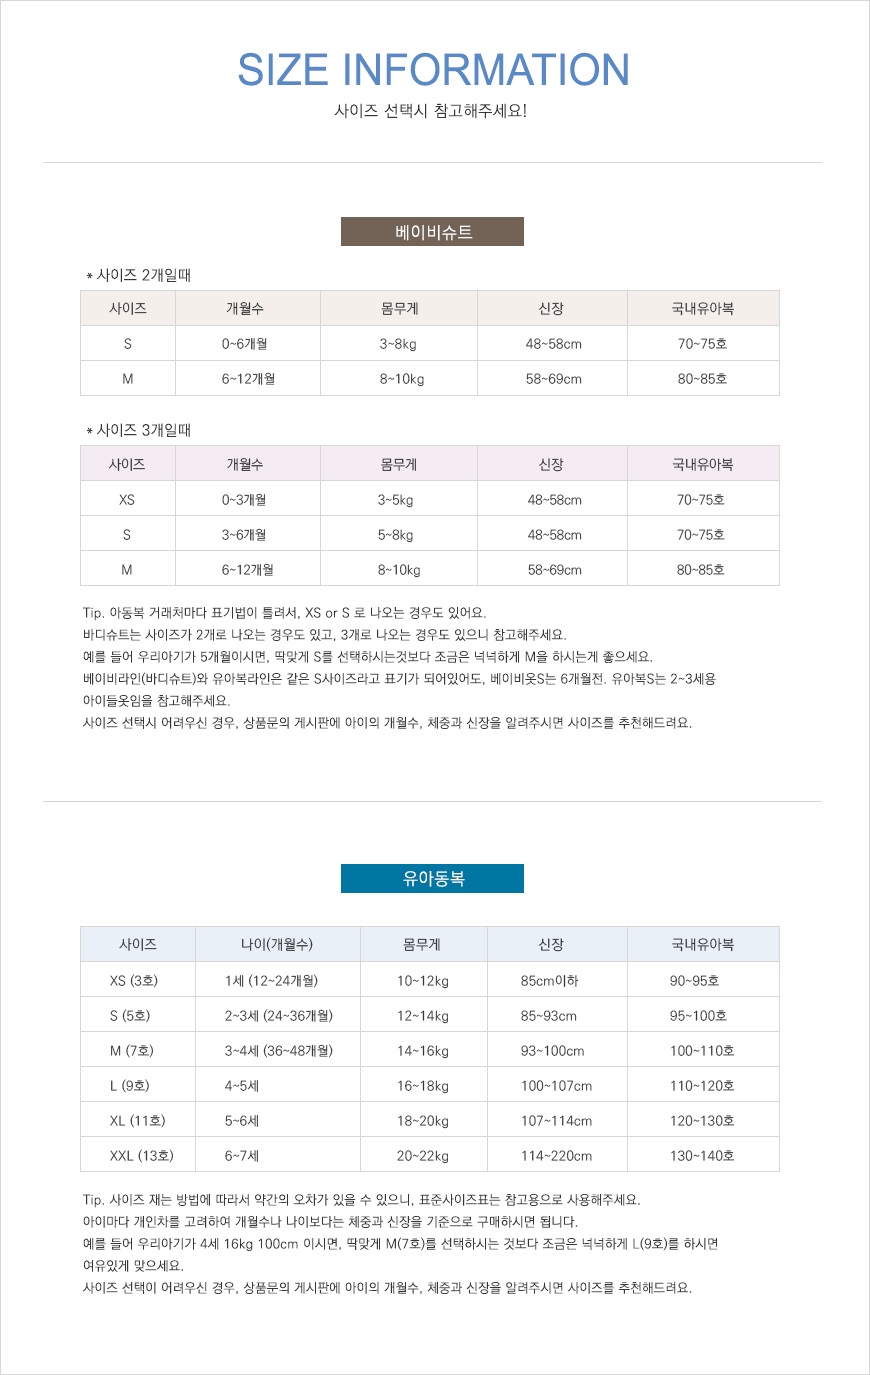 SIZE INFORMATION
사이즈 선택시 참고해주세요!
베이비슈트
* 사이즈 2개일때
사이즈 개월수 몸무게 신장 국내유아복
S 0~6개월 3~8kg 48~58cm 70~75호
M 6~12개월 8~10kg 58~69cm 80~85호
* 사이즈 3개일때
사이즈 개월수 몸무게 신장 국내유아복
XS 0~3개월 3~5kg 48~58cm 70~75호
S 3~6개월 5~8kg 48~58cm 70~75호
M 6~12개월 8~10kg 58~69cm 80~85호
Tip. 아동복 거래처마다 표기법이 틀려서, XS or S 로 나오는 경우도 있어요.
바디슈트는 사이즈가 2개로 나오는 경우도 있고, 3개로 나오는 경우도 있으니 참고해주세요.
예를 들어 우리아기가 5개월이시면, 딱맞게 S를 선택하시는것보다 조금은 넉넉하게 M을 하시는게 좋으세요.
베이비라인(바디슈트)와 유아복라인은 같은 S사이즈라고 표기가 되어있어도, 베이비옷S는 6개월전. 유아복S는 2~3세용
아이들옷임을 참고해주세요.
사이즈 선택시 어려우신 경우, 상품문의 게시판에 아이의 개월수, 체중과 신장을 알려주시면 사이즈를 추천해드려요.
유아동복
사이즈 나이(개월수) 몸무게 신장 국내유아복
XS (3호) 1세 (12~24개월) 10~12kg 85cm이하 90~95호
S (5호) 2~3세 (24~36개월) 12~14kg 85~93cm 95~100호
M (7호) 3~4세 (36~48개월) 14~16kg 93~100cm 100~110호
L (9호) 4~5세 16~18kg 100~107cm 110~120호
XL (11호) 5~6세 18~20kg 107~114cm 120~130호
XXL (13호) 6~7세 20~22kg 114~220cm 130~140호
Tip. 사이즈 재는 방법에 따라서 약간의 오차가 있을 수 있으니, 표준사이즈표는 참고용으로 사용해주세요.
아이마다 개인차를 고려하여 개월수나 나이보다는 체중과 신장을 기준으로 구매하시면 됩니다.
예를 들어 우리아기가 4세 16kg 100cm 이시면, 딱맞게 M(7호)를 선택하시는 것보다 조금은 넉넉하게 L(9호)를 하시면
여유있게 맞으세요.
사이즈 선택이 어려우신 경우, 상품문의 게시판에 아이의 개월수, 체중과 신장을 알려주시면 사이즈를 추천해드려요.